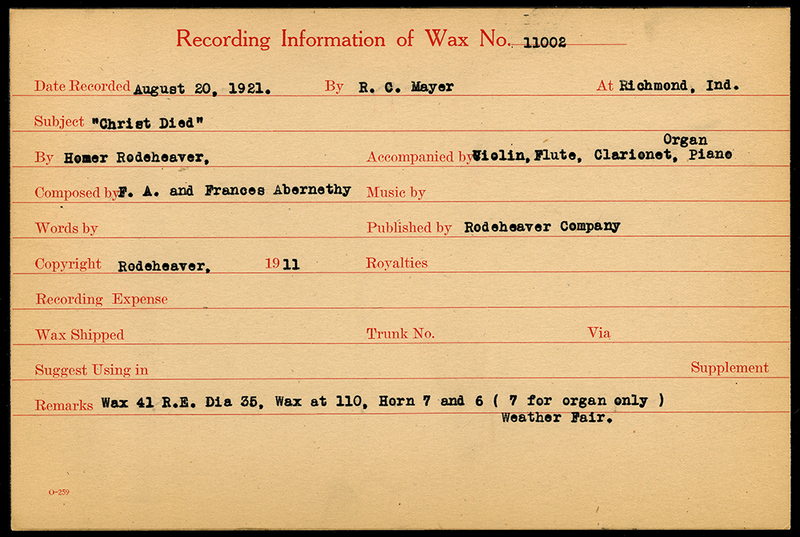 Recording Information of Wax No. 11002
Date Recorded August 20, 1921. By R. C. Mayer At Richmond, Ind.
Subject "Christ Died"
Organ
By Homer Rodeheaver, Accompanied by Violin, Flute, Clarionet, Piano
Composed by F. A. and Frances Abernethy Music by
Words by Published by Rodeheaver Company
Copyright Rodeheaver, 1911 Royalties
Recording Expense
Wax Shipped Trunk No. Via
Suggest Using in Supplement
Remarks Wax 41 R.E. Dia 35, Wax at 110, Horn 7 and 6 ( 7 for organ only )
Weather Fair.
O-259